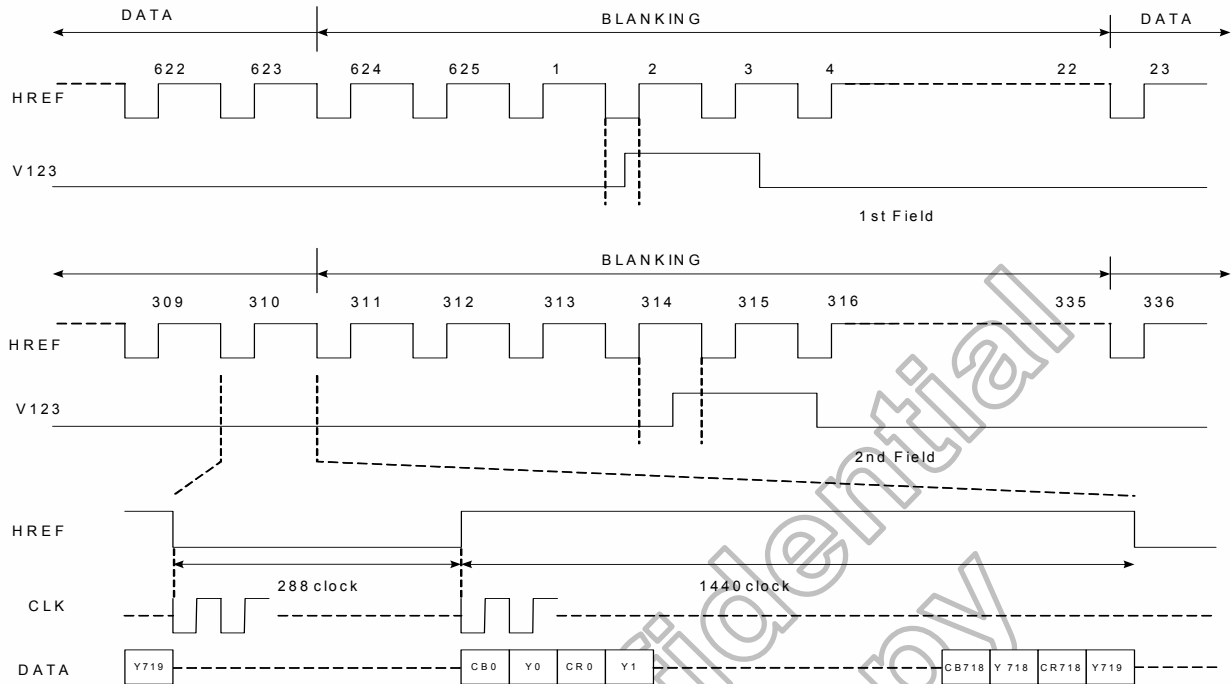 DATA BLANKING DATA
622 623 624 625 1 2 3 4 22 23
HREF
V123
1st Field
BLANKING
309 310 311 312 313 314 315 316 335 336
HREF
V123
2nd Field
HREF
288 clock 1440 clock
CLK
DATA Y719 CB0 Y0 CR0 Y1 CB718 Y 718 CR718 Y719